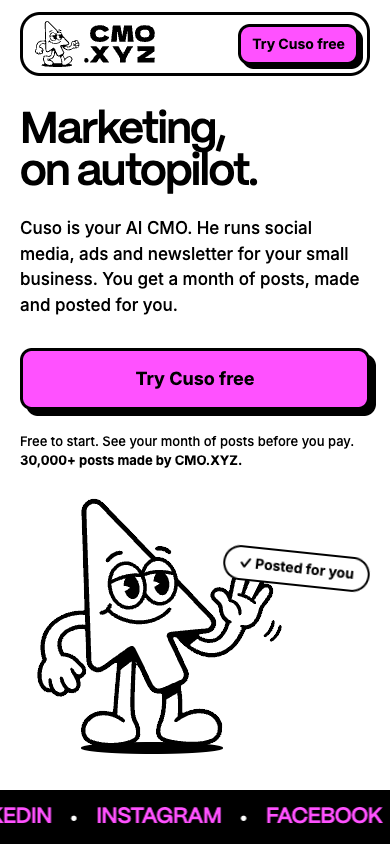 CMO
.XYZ
Try Cuso free
Marketing,
on autopilot.
Cuso is your AI CMO. He runs social
media, ads and newsletter for your small
business. You get a month of posts, made
and posted for you.
Try Cuso free
Free to start. See your month of posts before you pay.
30,000+ posts made by CMO.XYZ.
✓ Posted for you
KEDIN • INSTAGRAM • FACEBOOK